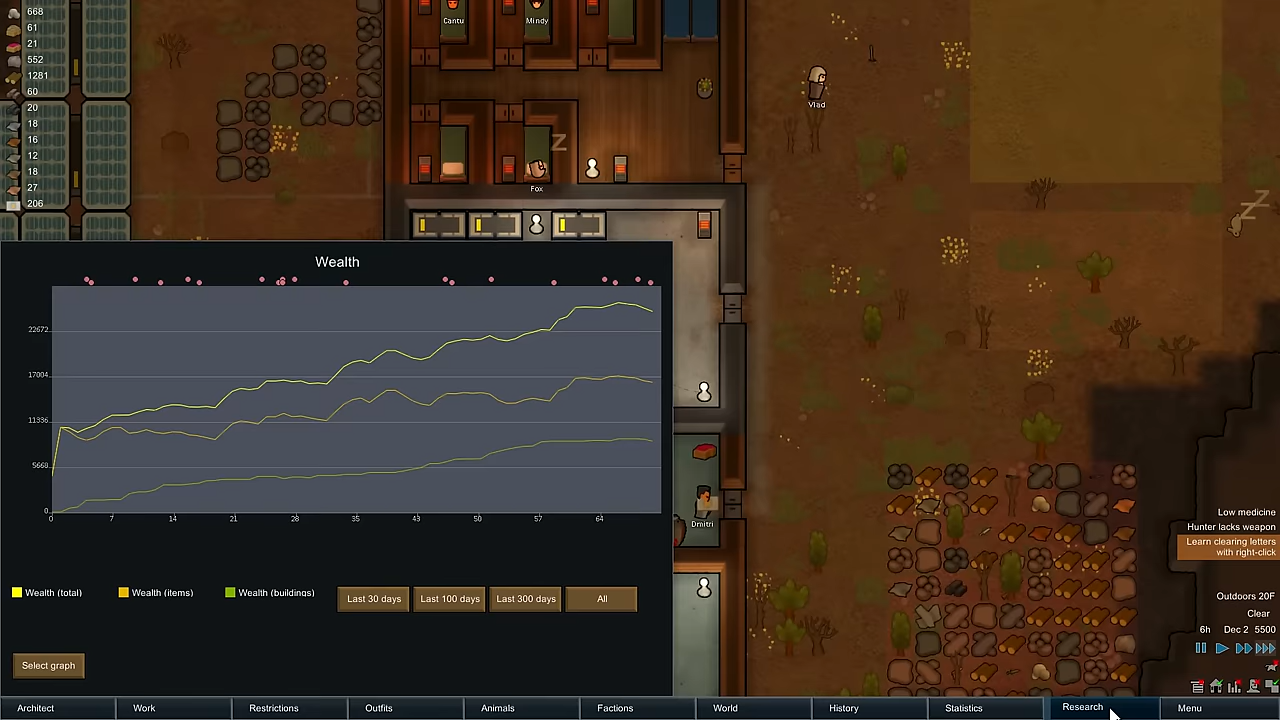 668
61
21
552
1281
60
20
18
16
12
18
27
206
Cantu
Mindy
Vlad
Fox
Wealth
22672
17004
11336
5668
0
0
7
14
21
28
35
43
50
57
64
Wealth (total)
Wealth (items)
Wealth (buildings)
Last 30 days
Last 100 days
Last 300 days
All
Select graph
Dmitri
Low medicine
Hunter lacks weapon
Learn clearing letters
with right-click
Outdoors 20F
Clear
6h Dec 2 5500
Architect
Work
Restrictions
Outfits
Animals
Factions
World
History
Statistics
Research
Menu